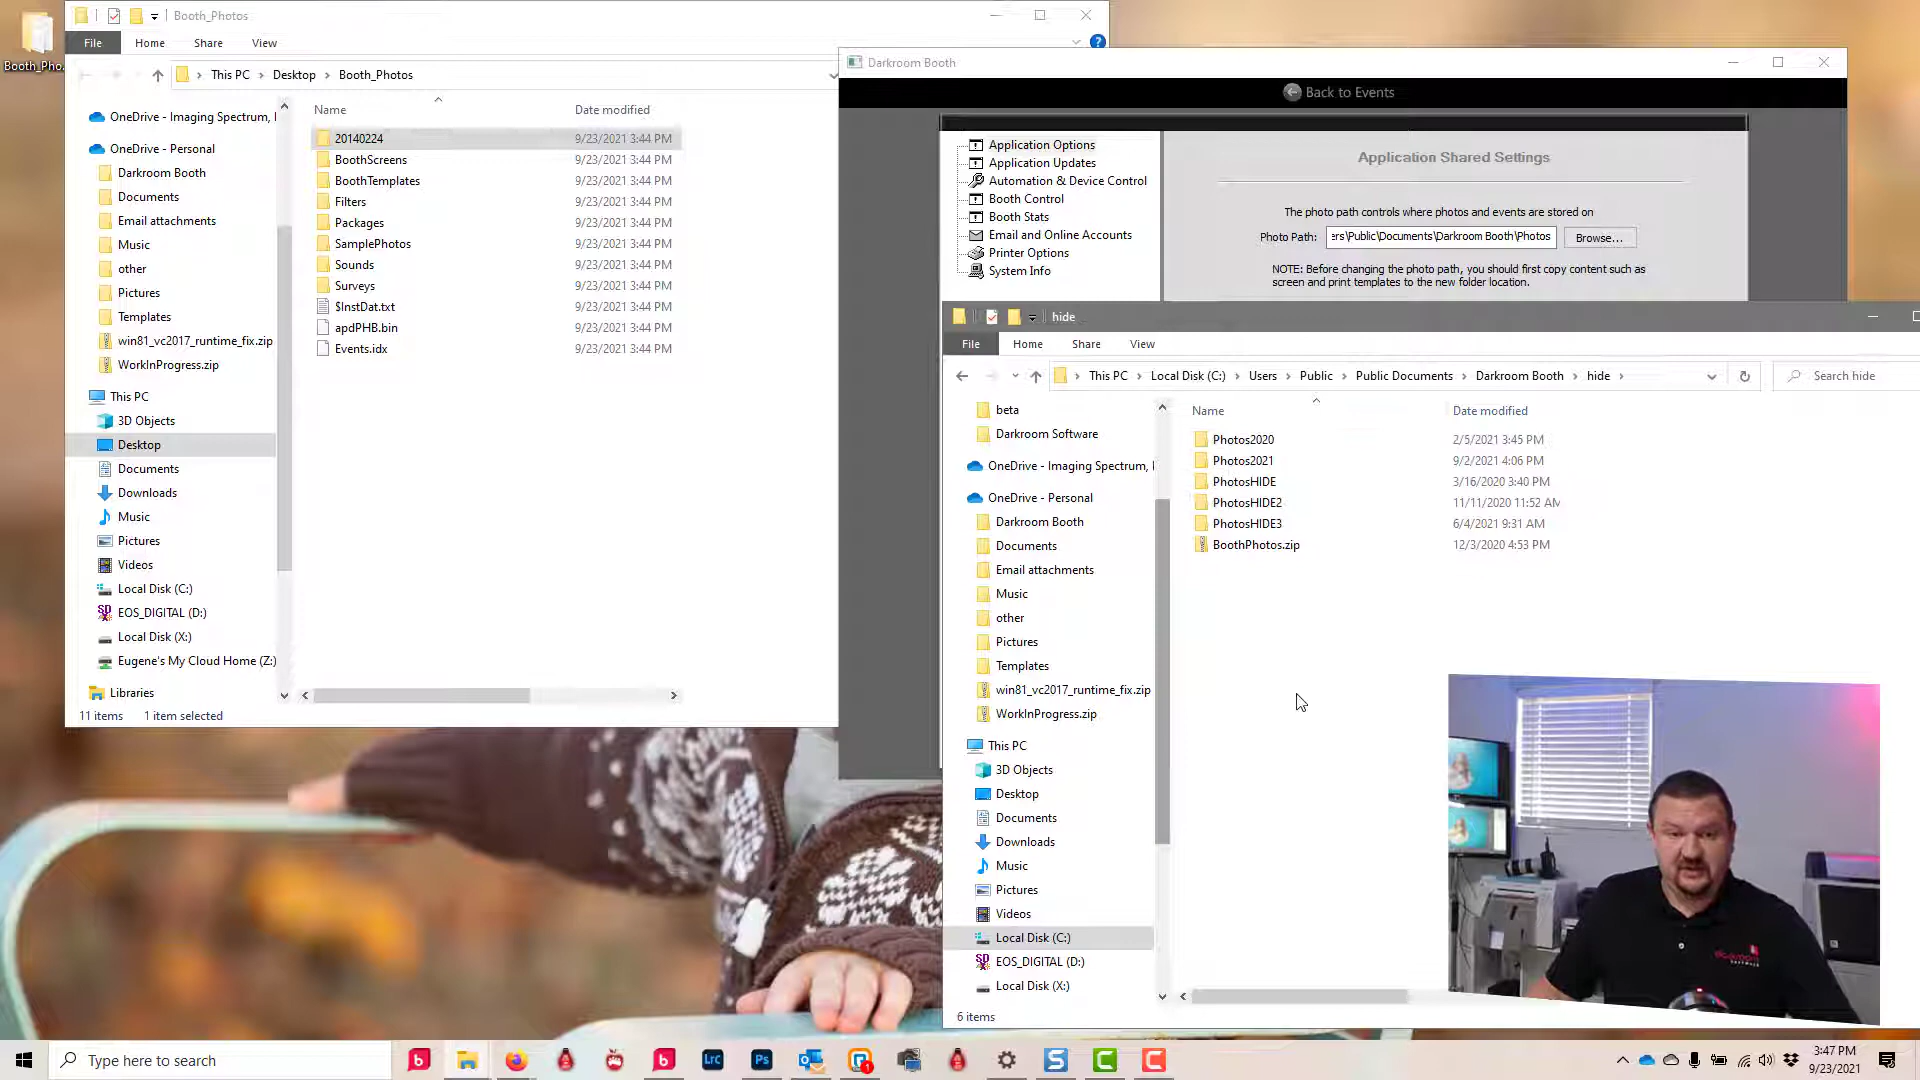 Booth_Pho...
Booth_Photos
File Home Share View
This PC Desktop Booth_Photos
OneDrive - Imaging Spectrum, I
OneDrive - Personal
Darkroom Booth
Documents
Email attachments
Music
other
Pictures
Templates
win81_vc2017_runtime_fix.zip
WorkInProgress.zip
This PC
3D Objects
Desktop
Documents
Downloads
Music
Pictures
Videos
Local Disk (C:)
EOS_DIGITAL (D:)
Local Disk (X:)
Eugene's My Cloud Home (Z:)
Libraries
Name Date modified
20140224 9/23/2021 3:44 PM
BoothScreens 9/23/2021 3:44 PM
BoothTemplates 9/23/2021 3:44 PM
Filters 9/23/2021 3:44 PM
Packages 9/23/2021 3:44 PM
SamplePhotos 9/23/2021 3:44 PM
Sounds 9/23/2021 3:44 PM
Surveys 9/23/2021 3:44 PM
$InstDat.txt 9/23/2021 3:44 PM
apdPHB.bin 9/23/2021 3:44 PM
Events.idx 9/23/2021 3:44 PM
11 items 1 item selected
Darkroom Booth
Back to Events
Application Options
Application Updates
Automation & Device Control
Booth Control
Booth Stats
Email and Online Accounts
Printer Options
System Info
Application Shared Settings
The photo path controls where photos and events are stored on
Photo Path: ers\Public\Documents\Darkroom Booth\Photos Browse...
NOTE: Before changing the photo path, you should first copy content such as
screen and print templates to the new folder location.
hide
File Home Share View
This PC Local Disk (C:) Users Public Public Documents Darkroom Booth hide Search hide
beta
Darkroom Software
OneDrive - Imaging Spectrum, I
OneDrive - Personal
Darkroom Booth
Documents
Email attachments
Music
other
Pictures
Templates
win81_vc2017_runtime_fix.zip
WorkInProgress.zip
This PC
3D Objects
Desktop
Documents
Downloads
Music
Pictures
Videos
Local Disk (C:)
EOS_DIGITAL (D:)
Local Disk (X:)
Name Date modified
Photos2020 2/5/2021 3:45 PM
Photos2021 9/2/2021 4:06 PM
PhotosHIDE 3/16/2020 3:40 PM
PhotosHIDE2 11/11/2020 11:52 AM
PhotosHIDE3 6/4/2021 9:31 AM
BoothPhotos.zip 12/3/2020 4:53 PM
6 items
Type here to search
Lrc
Ps
3:47 PM
9/23/2021